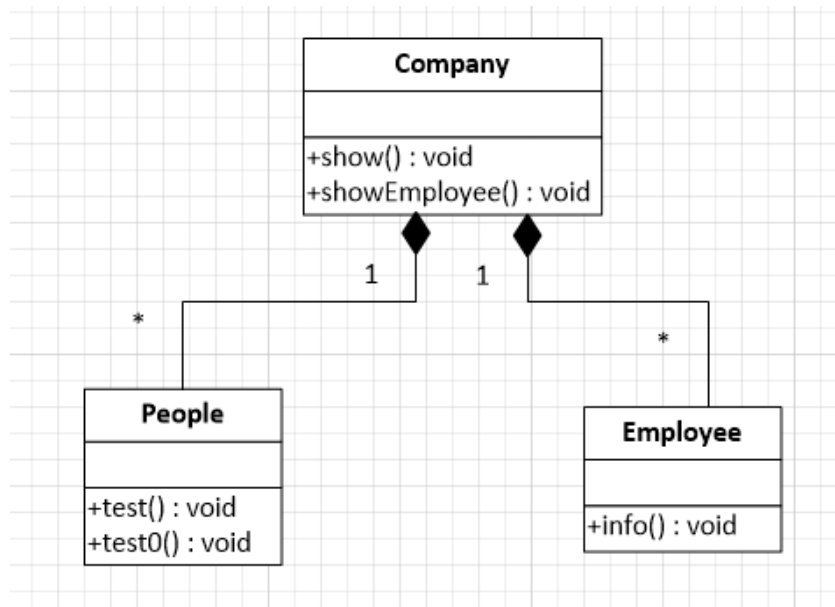 Company
+show() : void
+showEmployee() : void
1
1
*
*
People
+test() : void
+test0() : void
Employee
+info() : void